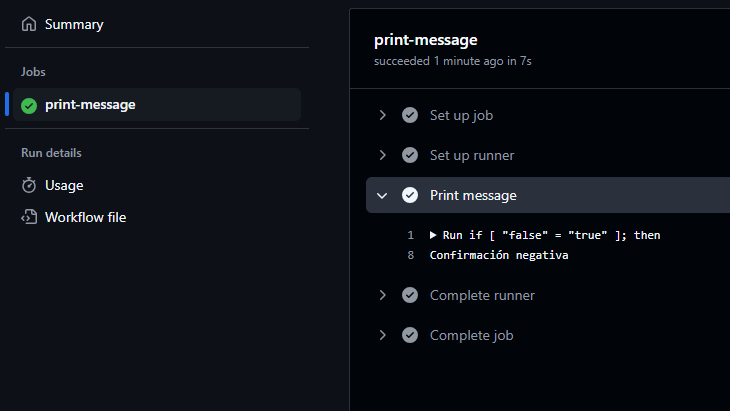 Summary
Jobs
print-message
Run details
Usage
Workflow file
print-message
succeeded 1 minute ago in 7s
Set up job
Set up runner
Print message
1 Run if [ "false" = "true" ]; then
8 Confirmación negativa
Complete runner
Complete job